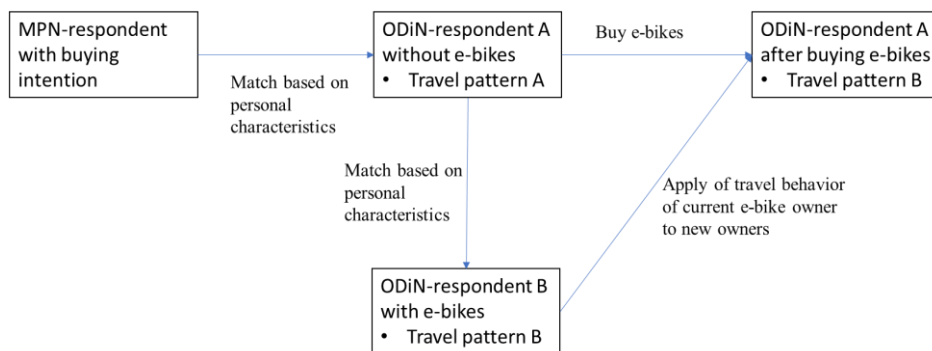 MPN-respondent
with buying
intention
Match based on
personal
characteristics
ODiN-respondent A
without e-bikes
• Travel pattern A
Buy e-bikes
ODiN-respondent A
after buying e-bikes
• Travel pattern B
Match based on
personal
characteristics
Apply of travel behavior
of current e-bike owner
to new owners
ODiN-respondent B
with e-bikes
• Travel pattern B